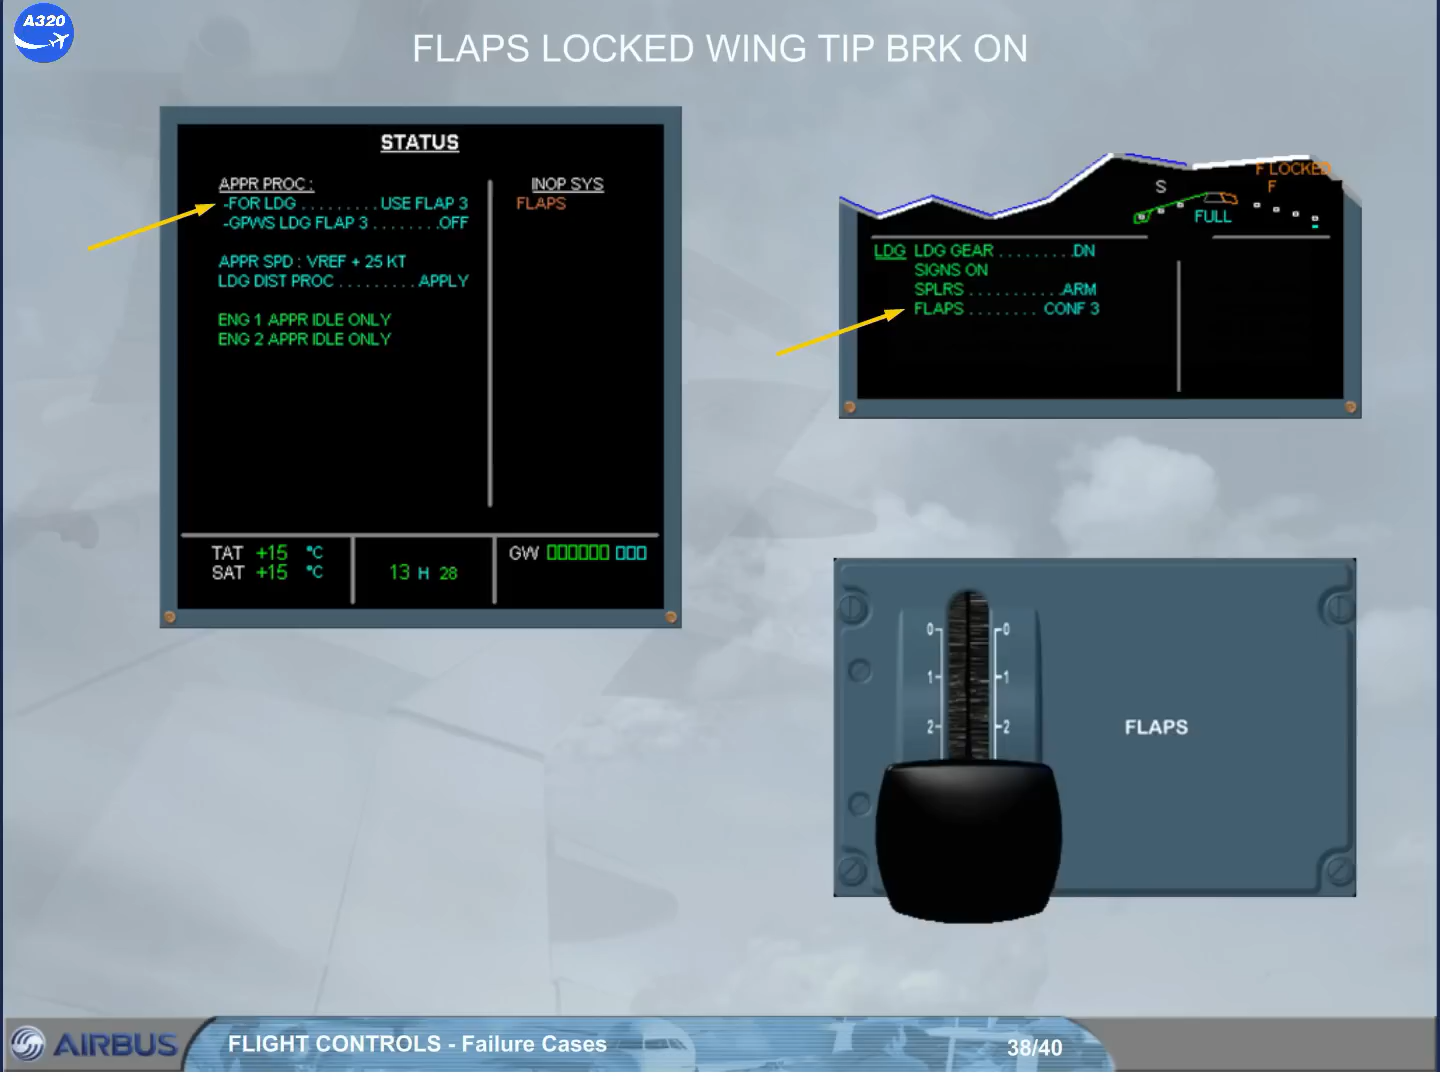 A320
FLAPS LOCKED WING TIP BRK ON
STATUS
APPR PROC :
-FOR LDG . . . . . . . . . USE FLAP 3
-GPWS LDG FLAP 3 . . . . . . . .OFF
APPR SPD : VREF + 25 KT
LDG DIST PROC . . . . . . . . . APPLY
ENG 1 APPR IDLE ONLY
ENG 2 APPR IDLE ONLY
INOP SYS
FLAPS
TAT +15 °C
SAT +15 °C
13 H 28
GW
F LOCKED
S F
FULL
LDG LDG GEAR . . . . . . . . .DN
SIGNS ON
SPLRS . . . . . . . . . . .ARM
FLAPS . . . . . . . . CONF 3
0 0
1 1
2 2
FLAPS
AIRBUS
FLIGHT CONTROLS - Failure Cases
38/40